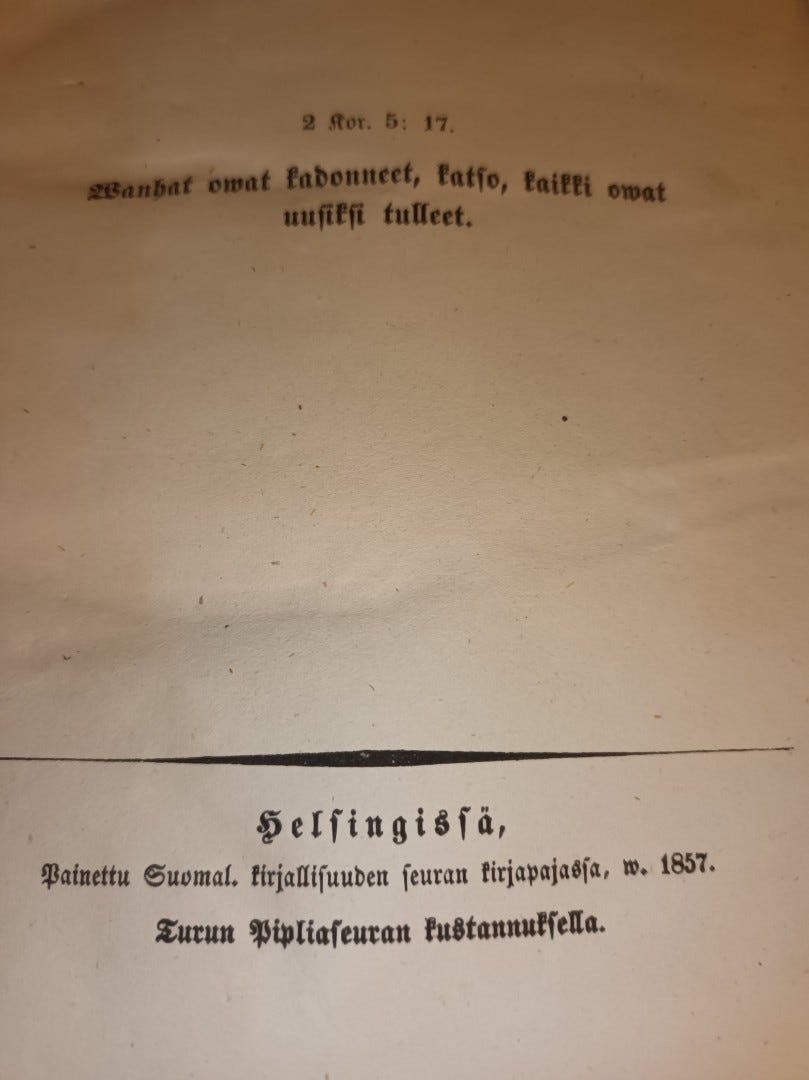 2 Kor. 5: 17.
Wanhat owat kadonneet, katso, kaikki owat
uusiksi tulleet.
Helsingissä,
Painettu Suomal. kirjallisuuden seuran kirjapajassa, w. 1857.
Turun Pipliaseuran kustannuksella.